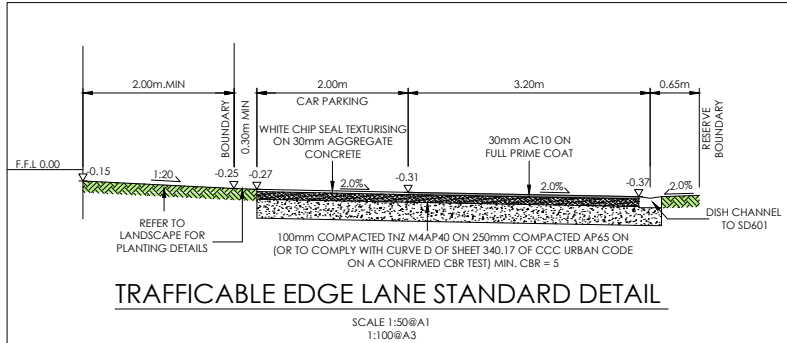 2.00m.MIN
BOUNDARY
0.30m MIN
2.00m
CAR PARKING
3.20m
0.65m
RESERVE
BOUNDARY
WHITE CHIP SEAL TEXTURISING
ON 30mm AGGREGATE
CONCRETE
30mm AC10 ON
FULL PRIME COAT
F.F.L 0.00
-0.15
1:20
-0.25
-0.27
2.0%
-0.31
2.0%
-0.37
2.0%
REFER TO
LANDSCAPE FOR
PLANTING DETAILS
DISH CHANNEL
TO SD601
100mm COMPACTED TNZ M4AP40 ON 250mm COMPACTED AP65 ON
(OR TO COMPLY WITH CURVE D OF SHEET 340.17 OF CCC URBAN CODE
ON A CONFIRMED CBR TEST) MIN. CBR = 5
TRAFFICABLE EDGE LANE STANDARD DETAIL
SCALE 1:50@A1
1:100@A3